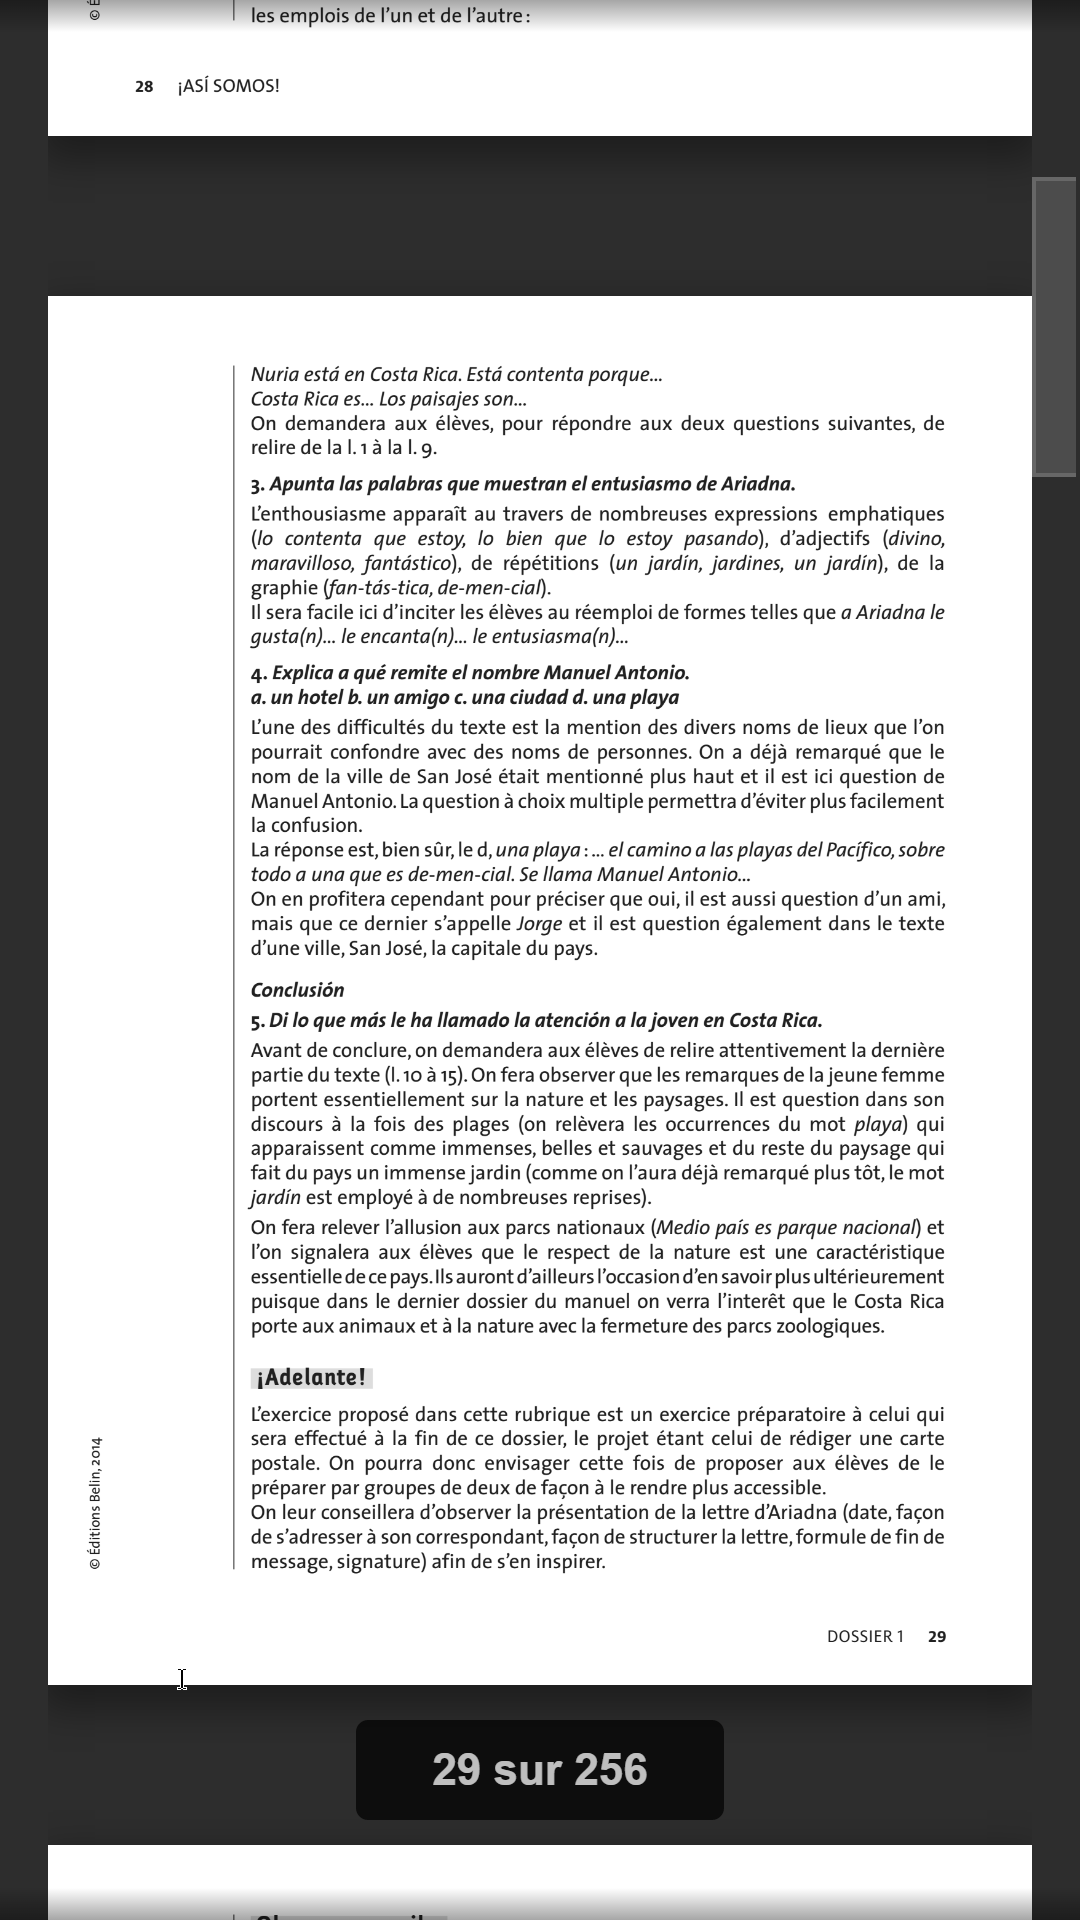 les emplois de l’un et de l’autre :
28 ¡ASÍ SOMOS!
Nuria está en Costa Rica. Está contenta porque...
Costa Rica es... Los paisajes son...
On demandera aux élèves, pour répondre aux deux questions suivantes, de
relire de la l. 1 à la l. 9.
3. Apunta las palabras que muestran el entusiasmo de Ariadna.
L’enthousiasme apparaît au travers de nombreuses expressions emphatiques
(lo contenta que estoy, lo bien que lo estoy pasando), d’adjectifs (divino,
maravilloso, fantástico), de répétitions (un jardín, jardines, un jardín), de la
graphie (fan-tás-tica, de-men-cial).
Il sera facile ici d’inciter les élèves au réemploi de formes telles que a Ariadna le
gusta(n)... le encanta(n)... le entusiasma(n)...
4. Explica a qué remite el nombre Manuel Antonio.
a. un hotel b. un amigo c. una ciudad d. una playa
L’une des difficultés du texte est la mention des divers noms de lieux que l’on
pourrait confondre avec des noms de personnes. On a déjà remarqué que le
nom de la ville de San José était mentionné plus haut et il est ici question de
Manuel Antonio. La question à choix multiple permettra d’éviter plus facilement
la confusion.
La réponse est, bien sûr, le d, una playa : ... el camino a las playas del Pacífico, sobre
todo a una que es de-men-cial. Se llama Manuel Antonio...
On en profitera cependant pour préciser que oui, il est aussi question d’un ami,
mais que ce dernier s’appelle Jorge et il est question également dans le texte
d’une ville, San José, la capitale du pays.
Conclusión
5. Di lo que más le ha llamado la atención a la joven en Costa Rica.
Avant de conclure, on demandera aux élèves de relire attentivement la dernière
partie du texte (l. 10 à 15). On fera observer que les remarques de la jeune femme
portent essentiellement sur la nature et les paysages. Il est question dans son
discours à la fois des plages (on relèvera les occurrences du mot playa) qui
apparaissent comme immenses, belles et sauvages et du reste du paysage qui
fait du pays un immense jardin (comme on l’aura déjà remarqué plus tôt, le mot
jardín est employé à de nombreuses reprises).
On fera relever l’allusion aux parcs nationaux (Medio país es parque nacional) et
l’on signalera aux élèves que le respect de la nature est une caractéristique
essentielle de ce pays. Ils auront d’ailleurs l’occasion d’en savoir plus ultérieurement
puisque dans le dernier dossier du manuel on verra l’intérêt que le Costa Rica
porte aux animaux et à la nature avec la fermeture des parcs zoologiques.
¡Adelante!
L’exercice proposé dans cette rubrique est un exercice préparatoire à celui qui
sera effectué à la fin de ce dossier, le projet étant celui de rédiger une carte
postale. On pourra donc envisager cette fois de proposer aux élèves de le
préparer par groupes de deux de façon à le rendre plus accessible.
On leur conseillera d’observer la présentation de la lettre d’Ariadna (date, façon
de s’adresser à son correspondant, façon de structurer la lettre, formule de fin de
message, signature) afin de s’en inspirer.
© Éditions Belin, 2014
DOSSIER 1 29
29 sur 256